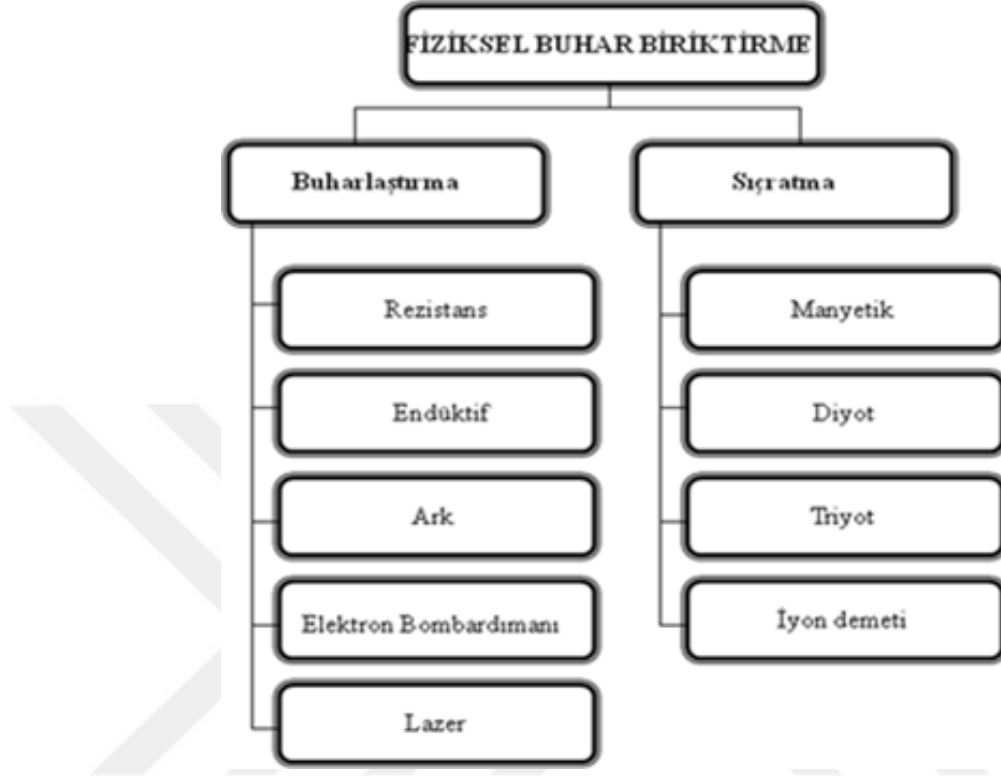 FİZİKSEL BUHAR BİRİKTİRME
Buharlaştırma
Rezistans
Endüktif
Ark
Elektron Bombardımanı
Lazer
Sıçratma
Manyetik
Diyot
Triyot
İyon demeti